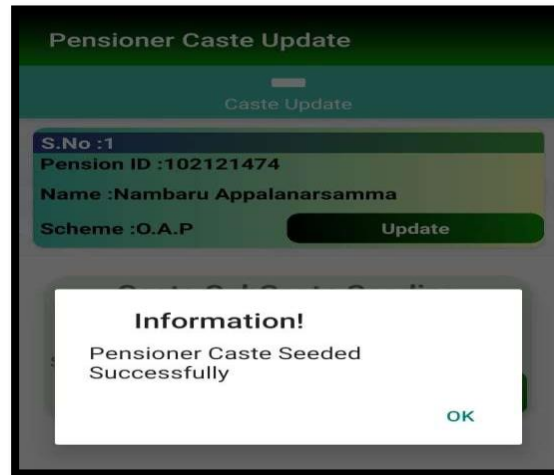 Pensioner Caste Update
Caste Update
S.No :1
Pension ID :102121474
Name :Nambaru Appalanarsamma
Scheme :O.A.P
Update
Information!
Pensioner Caste Seeded
Successfully
OK